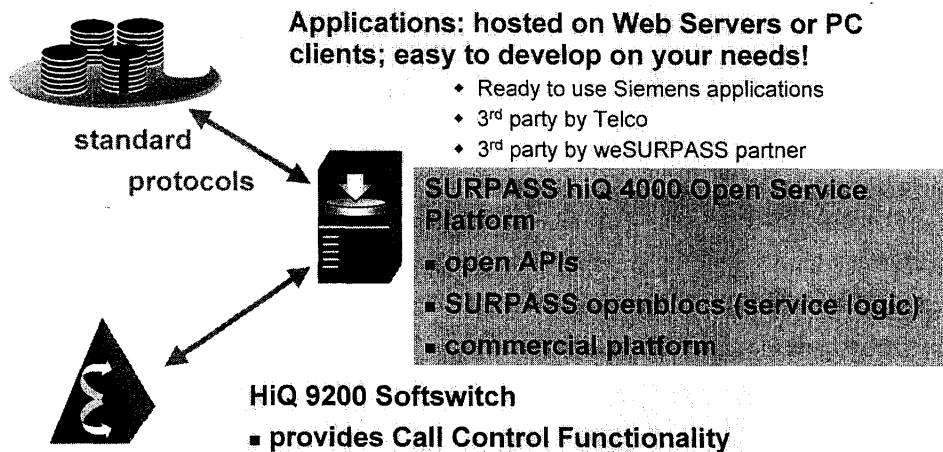 Applications: hosted on Web Servers or PC
clients; easy to develop on your needs!
◆ Ready to use Siemens applications
◆ 3rd party by Telco
◆ 3rd party by weSURPASS partner
standard
protocols
SURPASS hiQ 4000 Open Service
Platform
■ open APIs
■ SURPASS openblocs (service logic)
■ commercial platform
HiQ 9200 Softswitch
■ provides Call Control Functionality